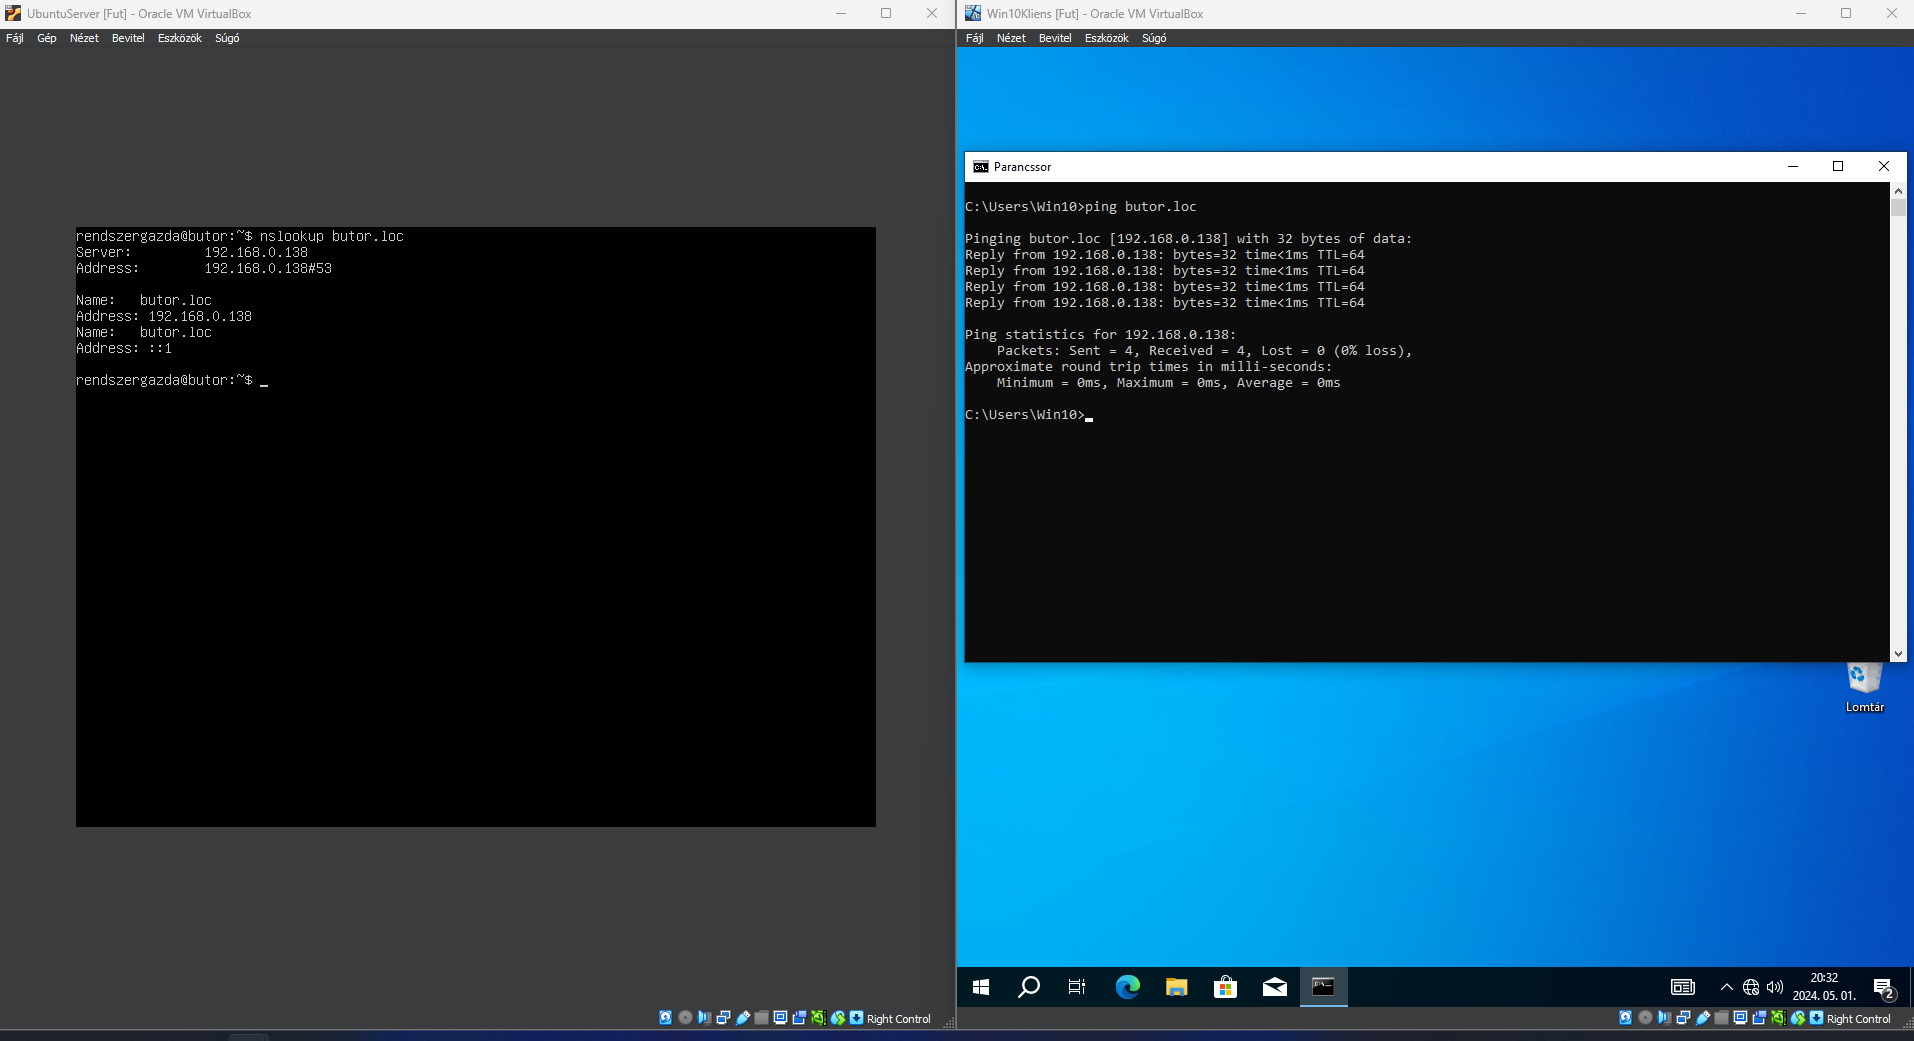 UbuntuServer [Fut] - Oracle VM VirtualBox
Fájl Gép Nézet Bevitel Eszközök Súgó
rendszergazda@butor:~$ nslookup butor.loc
Server: 192.168.0.138
Address: 192.168.0.138#53
Name: butor.loc
Address: 192.168.0.138
Name: butor.loc
Address: ::1
rendszergazda@butor:~$ _
Right Control
Win10Kliens [Fut] - Oracle VM VirtualBox
Fájl Nézet Bevitel Eszközök Súgó
Parancssor
C:\Users\Win10>ping butor.loc
Pinging butor.loc [192.168.0.138] with 32 bytes of data:
Reply from 192.168.0.138: bytes=32 time<1ms TTL=64
Reply from 192.168.0.138: bytes=32 time<1ms TTL=64
Reply from 192.168.0.138: bytes=32 time<1ms TTL=64
Reply from 192.168.0.138: bytes=32 time<1ms TTL=64
Ping statistics for 192.168.0.138:
Packets: Sent = 4, Received = 4, Lost = 0 (0% loss),
Approximate round trip times in milli-seconds:
Minimum = 0ms, Maximum = 0ms, Average = 0ms
C:\Users\Win10>
Lomtár
20:32
2024. 05. 01.
2
Right Control